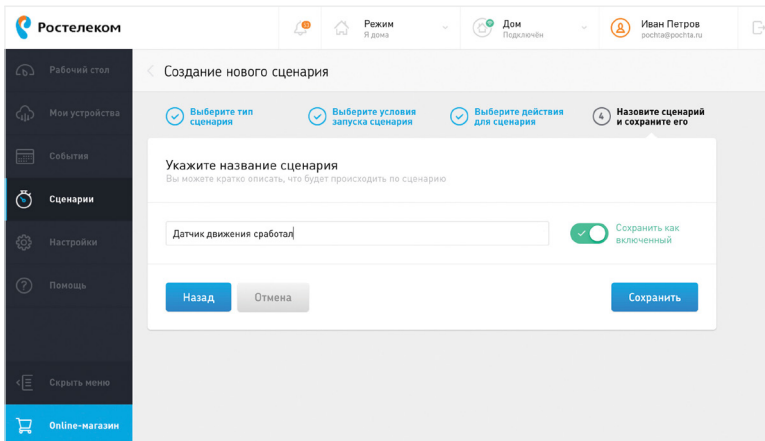 Ростелеком
Режим
Я дома
Дом
Подключён
Иван Петров
pochta@pochta.ru
Рабочий стол
Мои устройства
События
Сценарии
Настройки
Помощь
Скрыть меню
Online-магазин
Создание нового сценария
Выберите тип
сценария
Выберите условия
запуска сценария
Выберите действия
для сценария
4
Назовите сценарий
и сохраните его
Укажите название сценария
Вы можете кратко описать, что будет происходить по сценарию
Датчик движения сработал
Сохранить как
включенный
Назад
Отмена
Сохранить